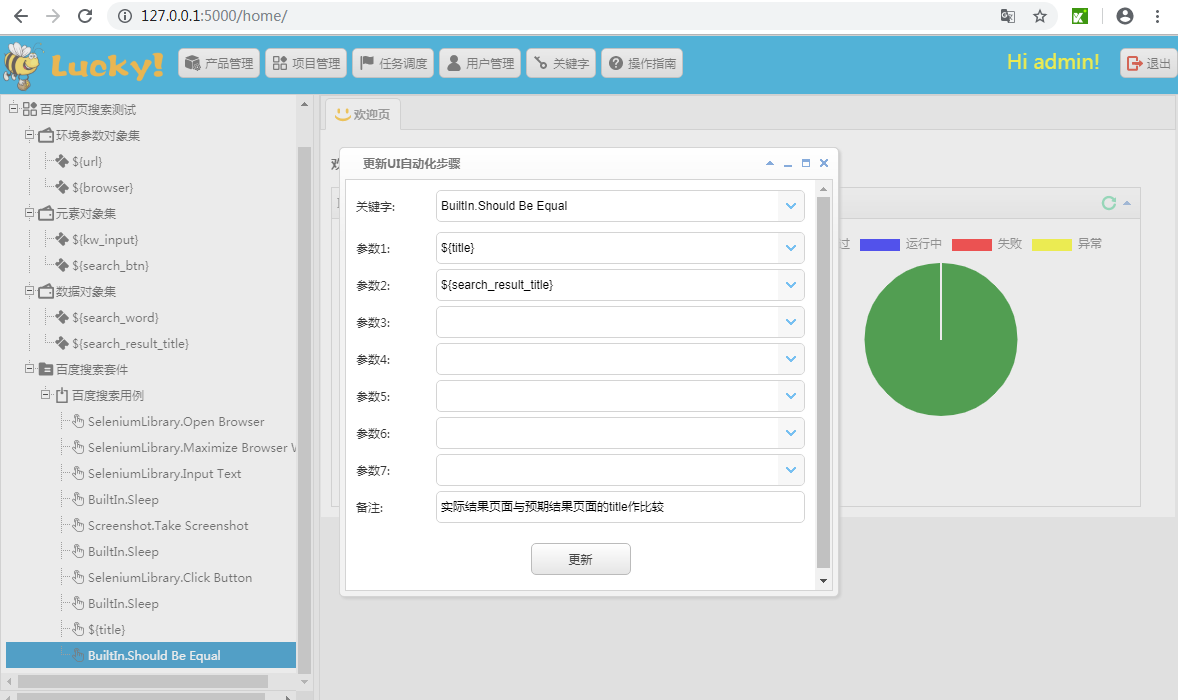 127.0.0.1:5000/home/
Lucky!
产品管理
项目管理
任务调度
用户管理
关键字
操作指南
Hi admin!
退出
百度网页搜索测试
环境参数对象集
${url}
${browser}
元素对象集
${kw_input}
${search_btn}
数据对象集
${search_word}
${search_result_title}
百度搜索套件
百度搜索用例
SeleniumLibrary.Open Browser
SeleniumLibrary.Maximize Browser
SeleniumLibrary.Input Text
BuiltIn.Sleep
Screenshot.Take Screenshot
BuiltIn.Sleep
SeleniumLibrary.Click Button
BuiltIn.Sleep
${title}
BuiltIn.Should Be Equal
欢迎页
更新UI自动化步骤
关键字:
BuiltIn.Should Be Equal
参数1:
${title}
参数2:
${search_result_title}
参数3:
参数4:
参数5:
参数6:
参数7:
备注:
实际结果页面与预期结果页面的title作比较
更新
过
运行中
失败
异常